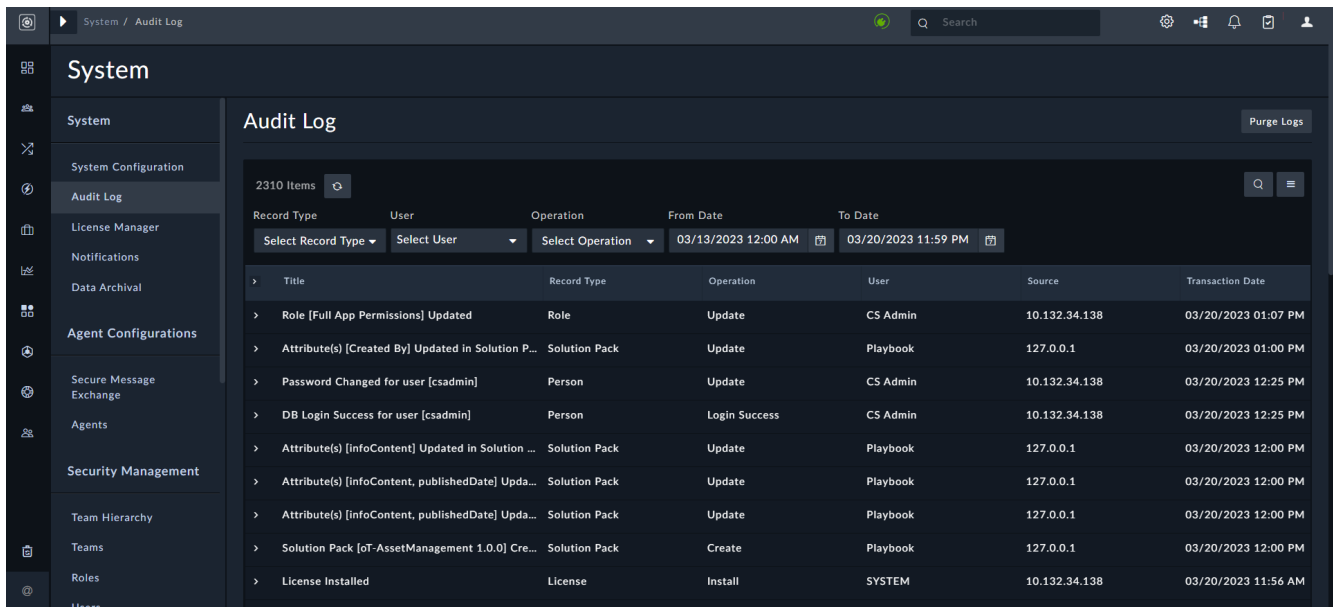 System / Audit Log
Search
System
System
System Configuration
Audit Log
License Manager
Notifications
Data Archival
Agent Configurations
Secure Message
Exchange
Agents
Security Management
Team Hierarchy
Teams
Roles
Users
@
Audit Log
Purge Logs
2310 Items
Record Type User Operation From Date To Date
Select Record Type Select User Select Operation 03/13/2023 12:00 AM 03/20/2023 11:59 PM
Title Record Type Operation User Source Transaction Date
Role [Full App Permissions] Updated Role Update CS Admin 10.132.34.138 03/20/2023 01:07 PM
Attribute(s) [Created By] Updated in Solution P... Solution Pack Update Playbook 127.0.0.1 03/20/2023 01:00 PM
Password Changed for user [csadmin] Person Update CS Admin 10.132.34.138 03/20/2023 12:25 PM
DB Login Success for user [csadmin] Person Login Success CS Admin 10.132.34.138 03/20/2023 12:25 PM
Attribute(s) [infoContent] Updated in Solution ... Solution Pack Update Playbook 127.0.0.1 03/20/2023 12:00 PM
Attribute(s) [infoContent, publishedDate] Upda... Solution Pack Update Playbook 127.0.0.1 03/20/2023 12:00 PM
Attribute(s) [infoContent, publishedDate] Upda... Solution Pack Update Playbook 127.0.0.1 03/20/2023 12:00 PM
Solution Pack [oT-AssetManagement 1.0.0] Cre... Solution Pack Create Playbook 127.0.0.1 03/20/2023 12:00 PM
License Installed License Install SYSTEM 10.132.34.138 03/20/2023 11:56 AM